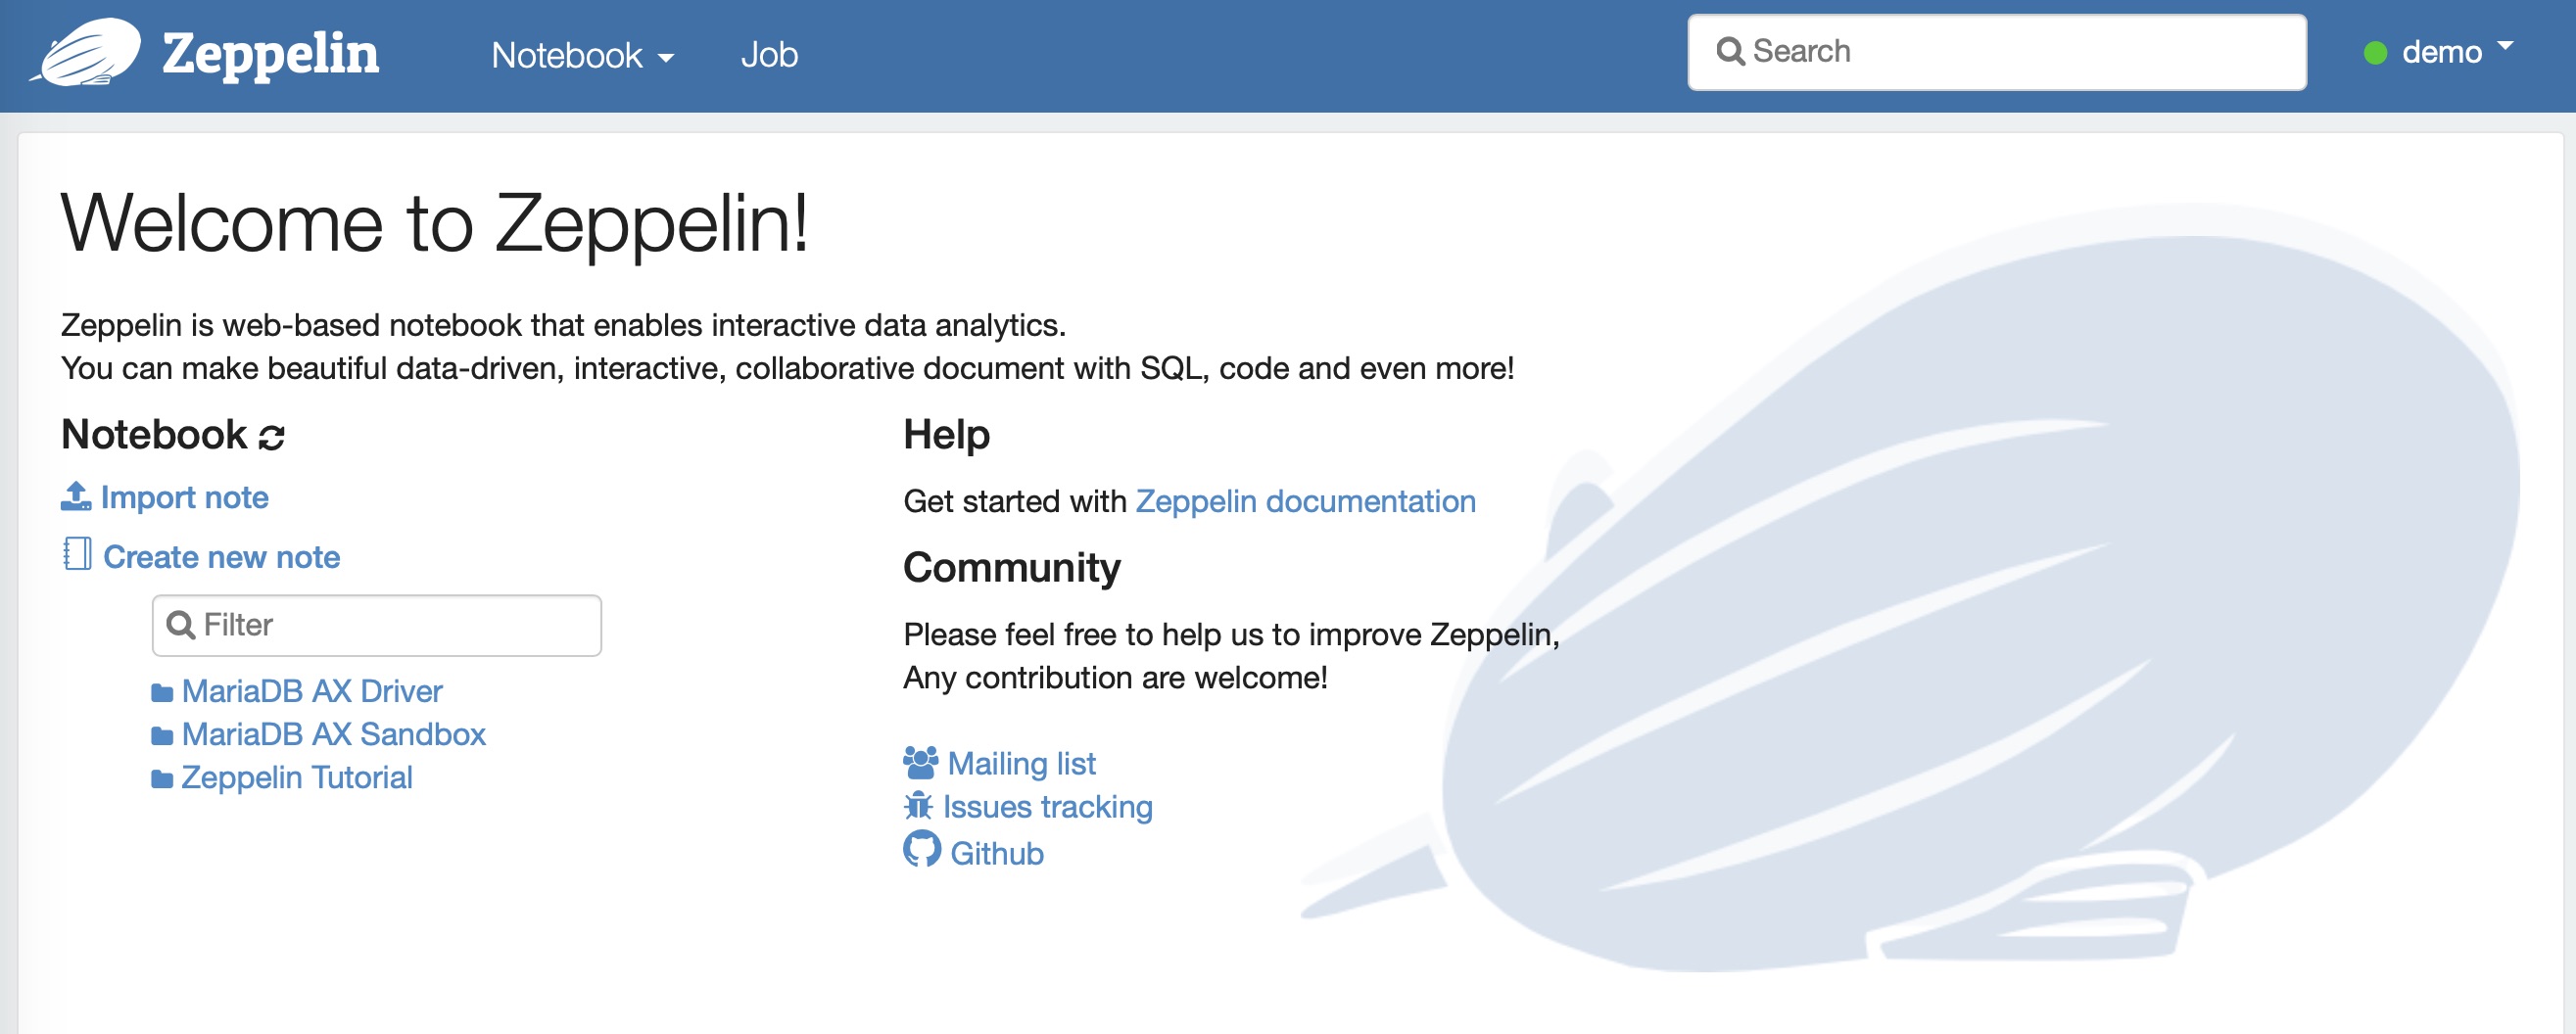 Zeppelin
Notebook
Job
Search
demo
Welcome to Zeppelin!
Zeppelin is web-based notebook that enables interactive data analytics.
You can make beautiful data-driven, interactive, collaborative document with SQL, code and even more!
Notebook
Import note
Create new note
Filter
MariaDB AX Driver
MariaDB AX Sandbox
Zeppelin Tutorial
Help
Get started with Zeppelin documentation
Community
Please feel free to help us to improve Zeppelin,
Any contribution are welcome!
Mailing list
Issues tracking
Github